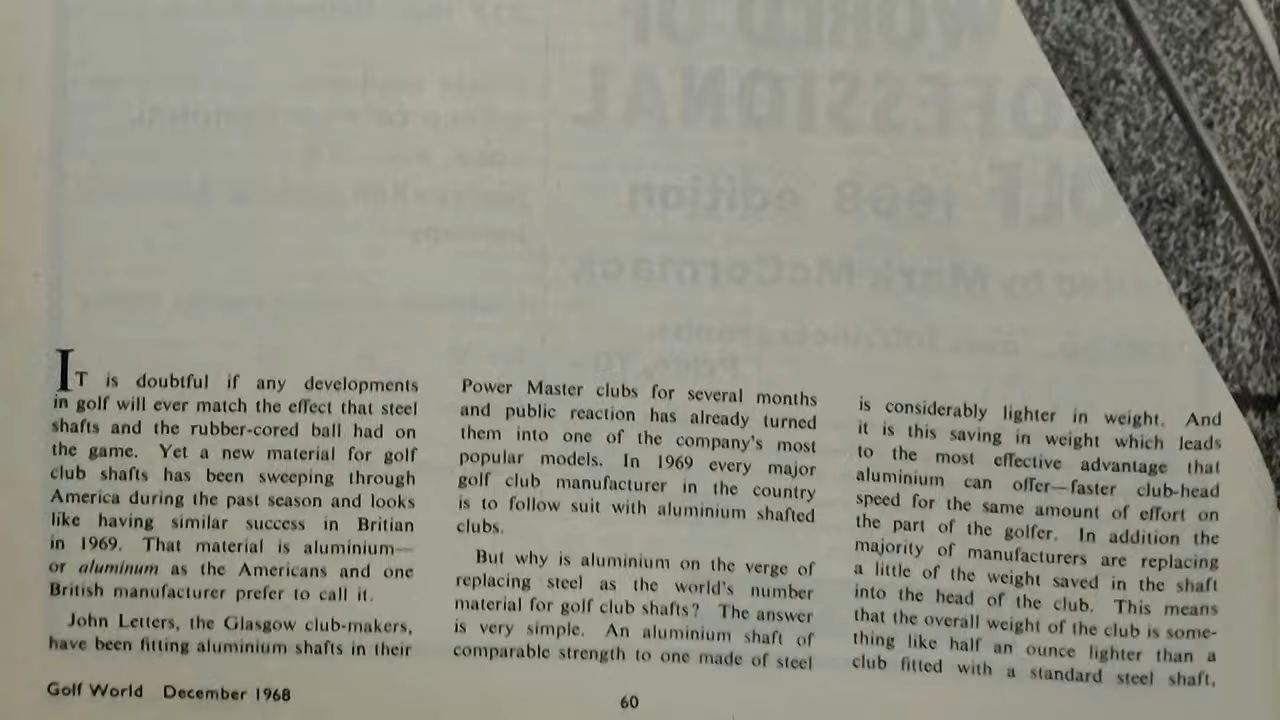 IT is doubtful if any developments
in golf will ever match the effect that steel
shafts and the rubber-cored ball had on
the game. Yet a new material for golf
club shafts has been sweeping through
America during the past season and looks
like having similar success in Britian
in 1969. That material is aluminium—
or aluminum as the Americans and one
British manufacturer prefer to call it.
John Letters, the Glasgow club-makers,
have been fitting aluminium shafts in their
Power Master clubs for several months
and public reaction has already turned
them into one of the company's most
popular models. In 1969 every major
golf club manufacturer in the country
is to follow suit with aluminium shafted
clubs.
But why is aluminium on the verge of
replacing steel as the world's number
material for golf club shafts? The answer
is very simple. An aluminium shaft of
comparable strength to one made of steel
is considerably lighter in weight. And
it is this saving in weight which leads
to the most effective advantage that
aluminium can offer—faster club-head
speed for the same amount of effort on
the part of the golfer. In addition the
majority of manufacturers are replacing
a little of the weight saved in the shaft
into the head of the club. This means
that the overall weight of the club is some-
thing like half an ounce lighter than a
club fitted with a standard steel shaft.
Golf World December 1968
60
WORLD OF
OFESSIONAL
OLF 1968 edition
by Mark McCormack